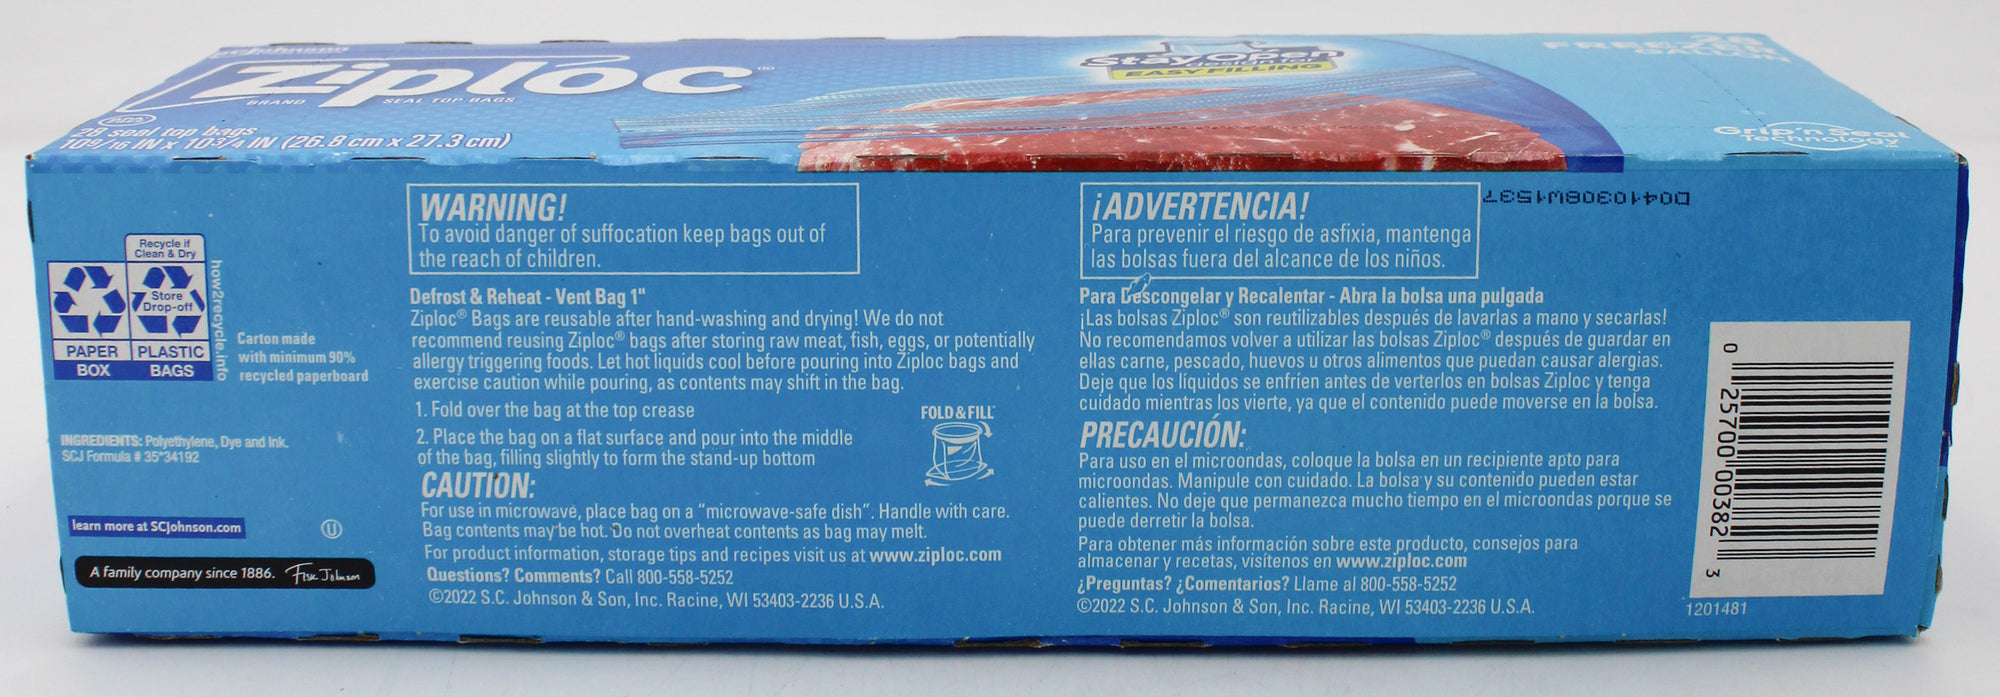 SC Johnson
Ziploc®
BRAND SEAL TOP BAGS
28 seal top bags
10 9/16 IN x 10 3/4 IN (26.8 cm x 27.3 cm)
Stay Open
design for
EASY FILLING
28
FREEZER
GALLON
Grip'n Seal
Technology
Recycle if
Clean & Dry
Store
Drop-off
PAPER
BOX
PLASTIC
BAGS
how2recycle.info
Carton made
with minimum 90%
recycled paperboard
INGREDIENTS: Polyethylene, Dye and Ink.
SCJ Formula # 35*34192
learn more at SCJohnson.com
U
A family company since 1886. Fisk Johnson
WARNING!
To avoid danger of suffocation keep bags out of
the reach of children.
Defrost & Reheat - Vent Bag 1"
Ziploc® Bags are reusable after hand-washing and drying! We do not
recommend reusing Ziploc® bags after storing raw meat, fish, eggs, or potentially
allergy triggering foods. Let hot liquids cool before pouring into Ziploc bags and
exercise caution while pouring, as contents may shift in the bag.
1. Fold over the bag at the top crease
2. Place the bag on a flat surface and pour into the middle
of the bag, filling slightly to form the stand-up bottom
FOLD & FILL
CAUTION:
For use in microwave, place bag on a “microwave-safe dish”. Handle with care.
Bag contents may be hot. Do not overheat contents as bag may melt.
For product information, storage tips and recipes visit us at www.ziploc.com
Questions? Comments? Call 800-558-5252
©2022 S.C. Johnson & Son, Inc. Racine, WI 53403-2236 U.S.A.
¡ADVERTENCIA!
Para prevenir el riesgo de asfixia, mantenga
las bolsas fuera del alcance de los niños.
D0410308W1537
Para Descongelar y Recalentar - Abra la bolsa una pulgada
¡Las bolsas Ziploc® son reutilizables después de lavarlas a mano y secarlas!
No recomendamos volver a utilizar las bolsas Ziploc® después de guardar en
ellas carne, pescado, huevos u otros alimentos que puedan causar alergias.
Deje que los líquidos se enfríen antes de verterlos en bolsas Ziploc y tenga
cuidado mientras los vierte, ya que el contenido puede moverse en la bolsa.
PRECAUCIÓN:
Para uso en el microondas, coloque la bolsa en un recipiente apto para
microondas. Manipule con cuidado. La bolsa y su contenido pueden estar
calientes. No deje que permanezca mucho tiempo en el microondas porque se
puede derretir la bolsa.
Para obtener más información sobre este producto, consejos para
almacenar y recetas, visítenos en www.ziploc.com
¿Preguntas? ¿Comentarios? Llame al 800-558-5252
©2022 S.C. Johnson & Son, Inc. Racine, WI 53403-2236 U.S.A.
0 25700 00382 3
1201481